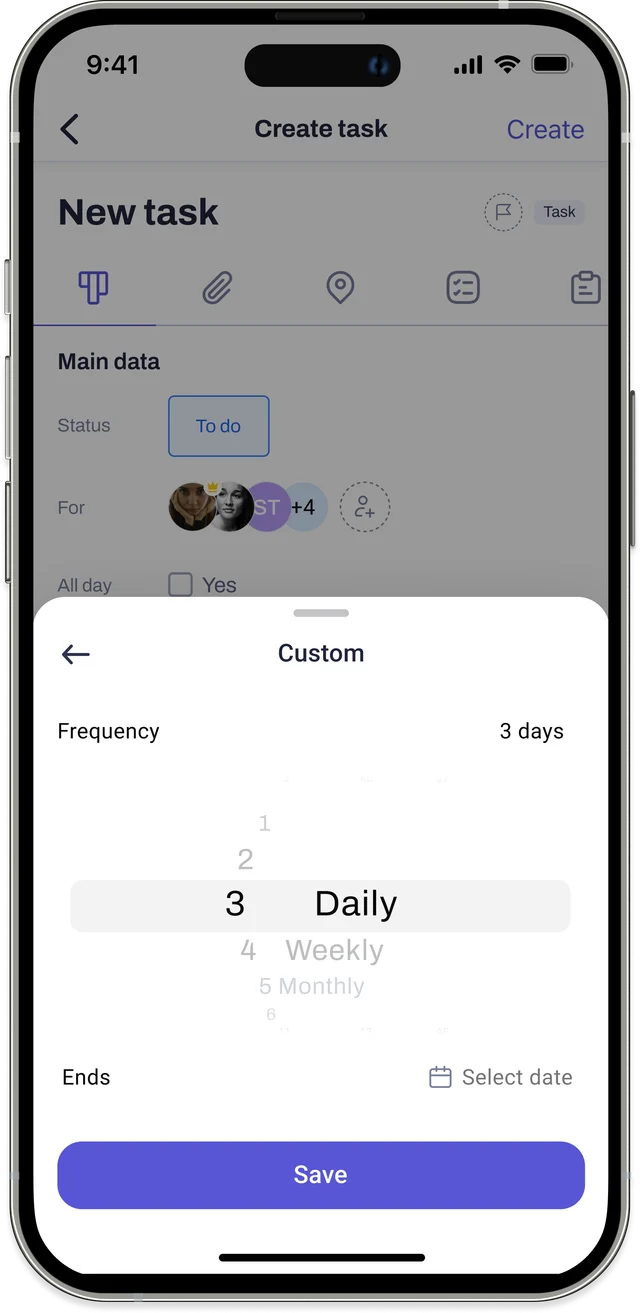 9:41
Create task
Create
New task
Task
Main data
Status
To do
For
ST
+4
All day
Yes
Custom
Frequency
3 days
1
2
3 Daily
4 Weekly
5 Monthly
6
Ends
Select date
Save